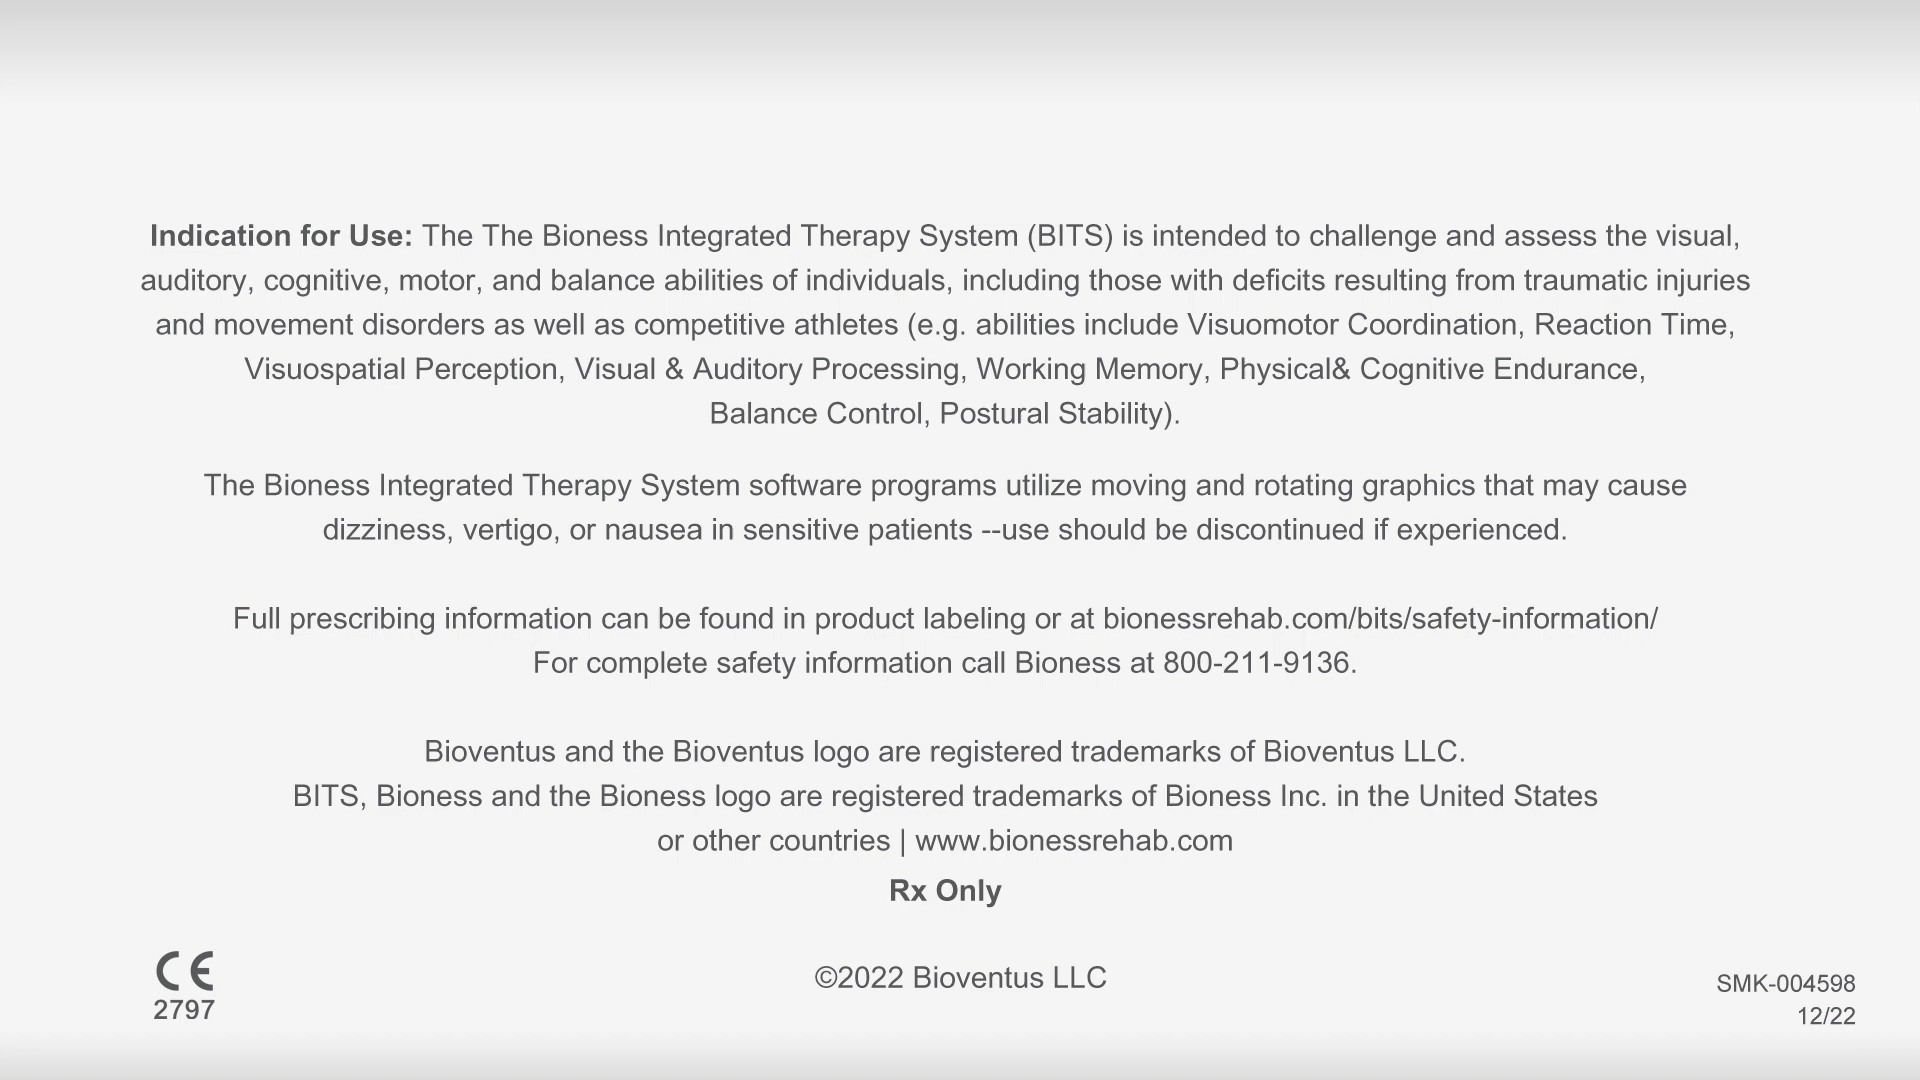 Indication for Use: The The Bioness Integrated Therapy System (BITS) is intended to challenge and assess the visual,
auditory, cognitive, motor, and balance abilities of individuals, including those with deficits resulting from traumatic injuries
and movement disorders as well as competitive athletes (e.g. abilities include Visuomotor Coordination, Reaction Time,
Visuospatial Perception, Visual & Auditory Processing, Working Memory, Physical& Cognitive Endurance,
Balance Control, Postural Stability).
The Bioness Integrated Therapy System software programs utilize moving and rotating graphics that may cause
dizziness, vertigo, or nausea in sensitive patients --use should be discontinued if experienced.
Full prescribing information can be found in product labeling or at bionessrehab.com/bits/safety-information/
For complete safety information call Bioness at 800-211-9136.
Bioventus and the Bioventus logo are registered trademarks of Bioventus LLC.
BITS, Bioness and the Bioness logo are registered trademarks of Bioness Inc. in the United States
or other countries | www.bionessrehab.com
Rx Only
CE
2797
©2022 Bioventus LLC
SMK-004598
12/22